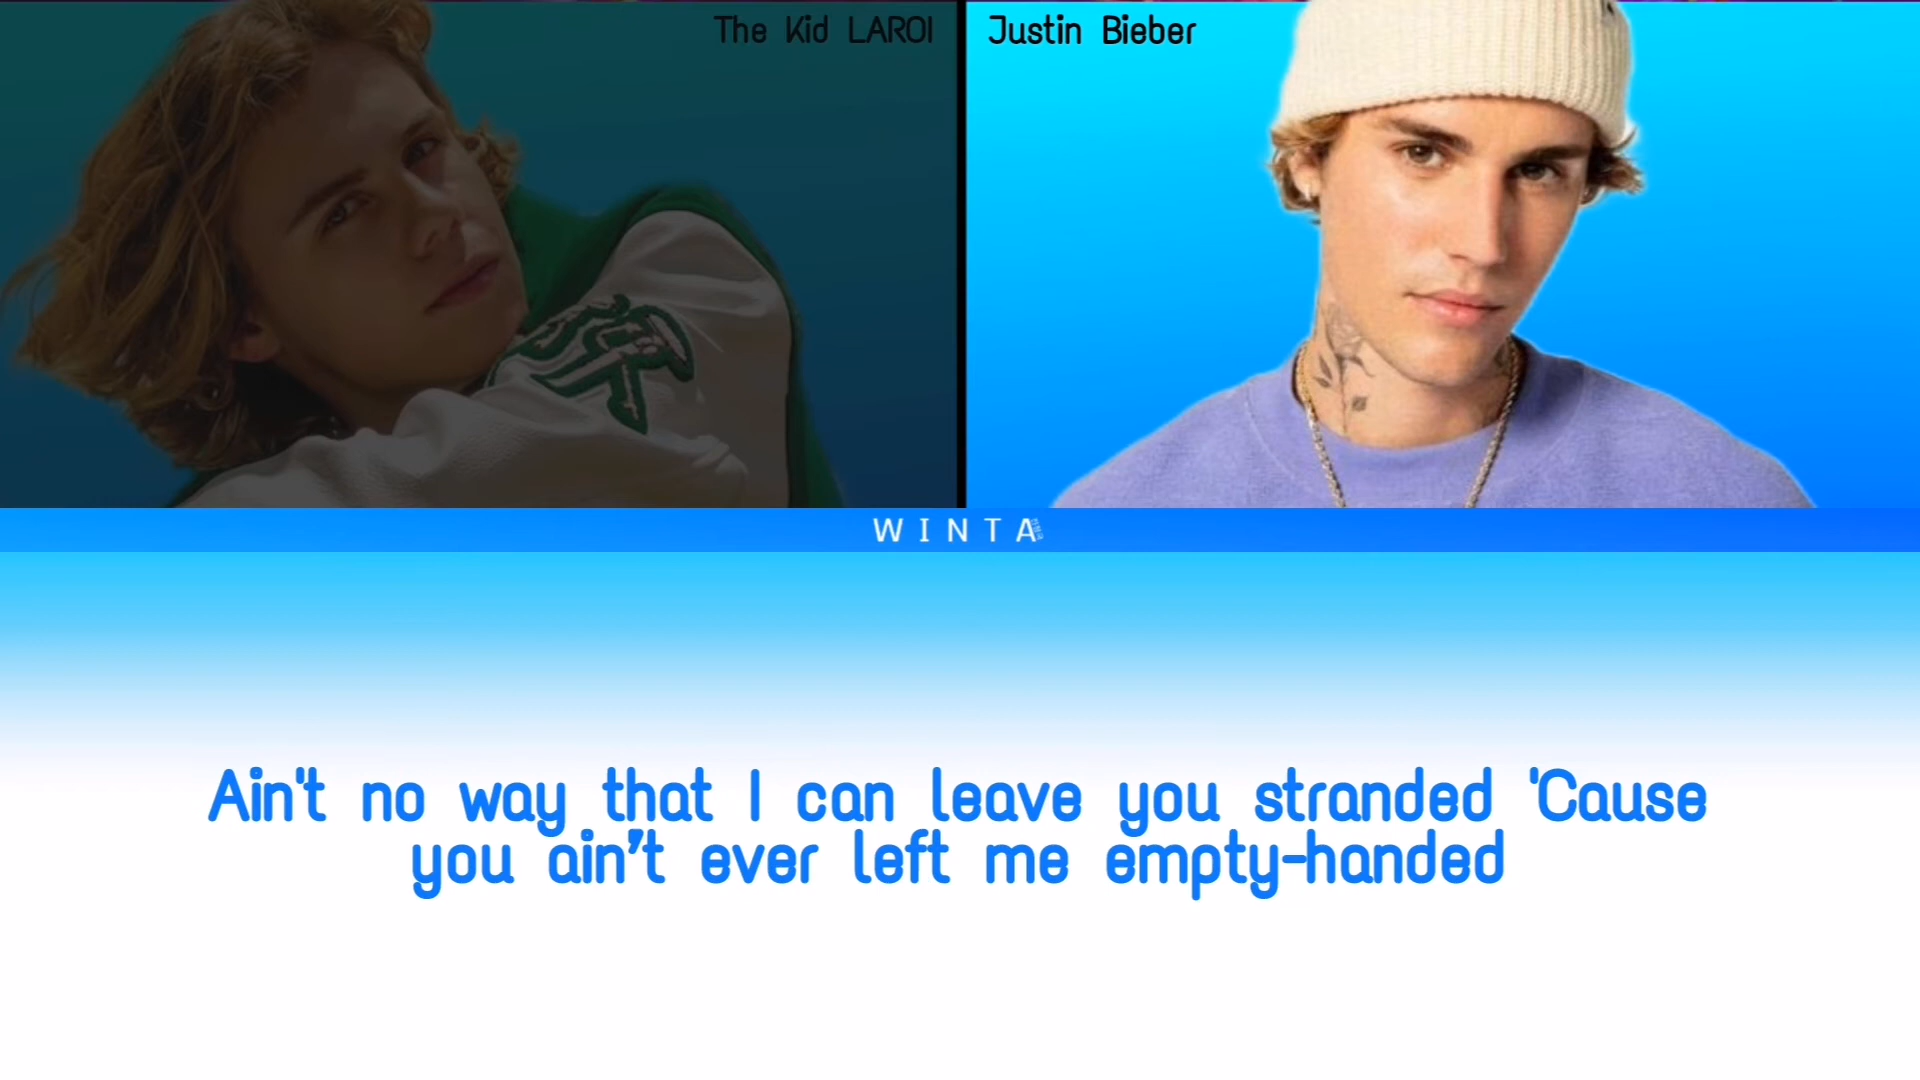 The Kid LAROI
Justin Bieber
WINTA
Ain't no way that I can leave you stranded 'Cause
you ain’t ever left me empty-handed